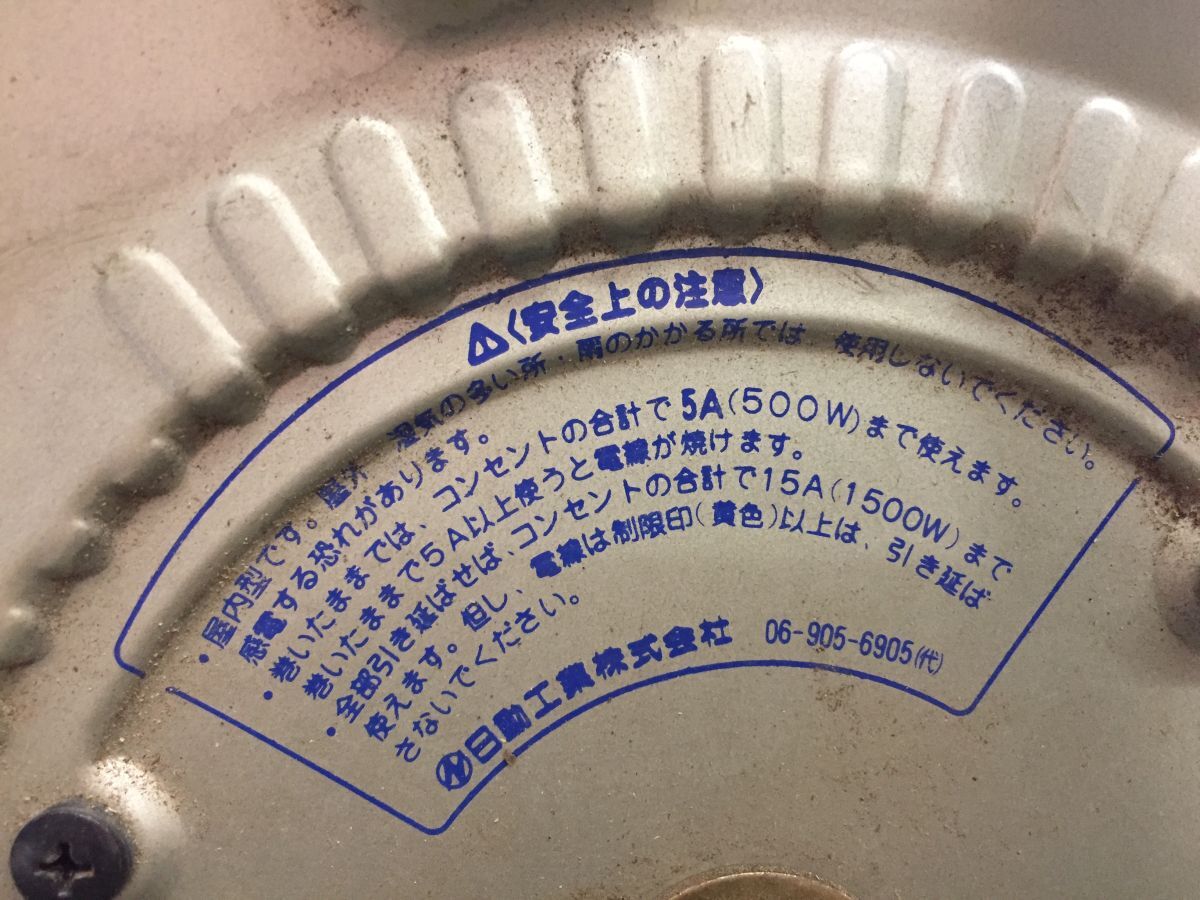 ⚠〈安全上の注意〉
・屋内型です。屋外、湿気の多い所・雨のかかる所では、使用しないでください。
感電する恐れがあります。
・巻いたままでは、コンセントの合計で5A(500W)まで使えます。
巻いたままで5A以上使うと電線が焼けます。
・全部引き延ばせば、コンセントの合計で15A(1500W)まで
使えます。但し、電線は制限印(黄色)以上は、引き延ば
さないでください。
日動工業株式会社 06-905-6905(代)